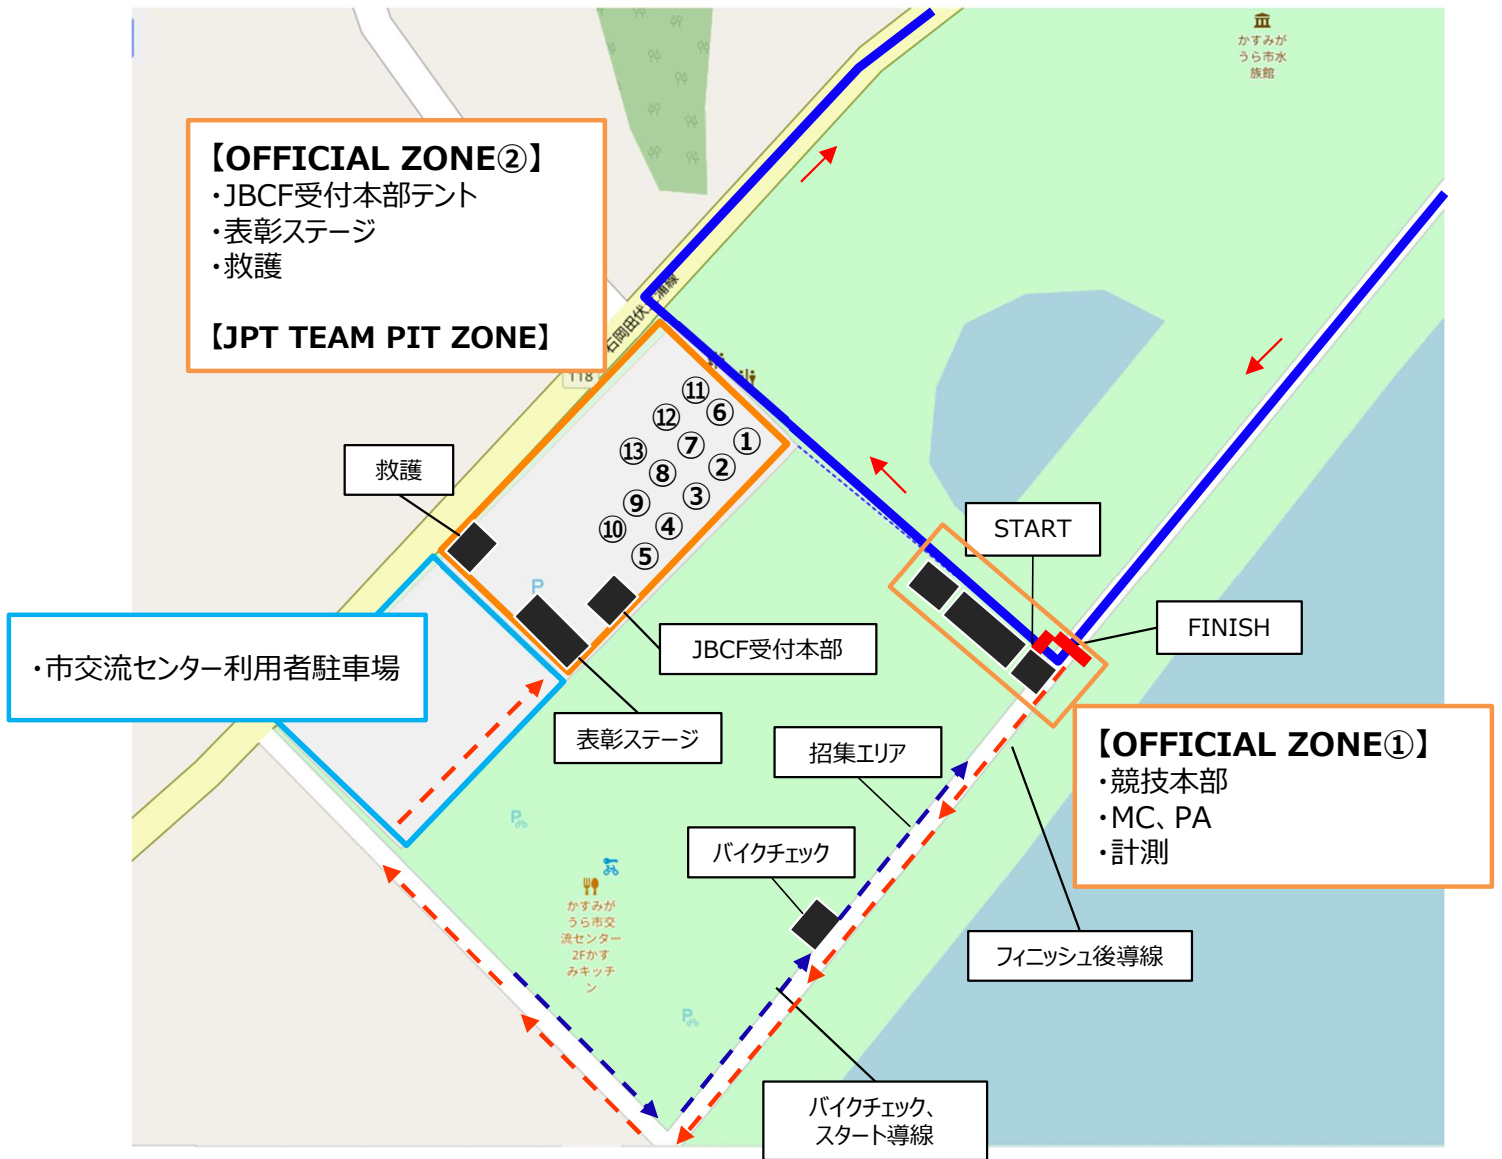 かすみが
うら市水
族館
【OFFICIAL ZONE②】
・JBCF受付本部テント
・表彰ステージ
・救護
【JPT TEAM PIT ZONE】
石岡田伏
浦線
118
⑪
⑥
①
⑫
⑦
②
⑬
⑧
③
⑨
④
⑩
⑤
救護
START
P
FINISH
JBCF受付本部
・市交流センター利用者駐車場
表彰ステージ
招集エリア
【OFFICIAL ZONE①】
・競技本部
・MC、PA
・計測
P
バイクチェック
かすみが
うら市交
流センター
2Fかす
みキッチ
ン
フィニッシュ後導線
P
バイクチェック、
スタート導線